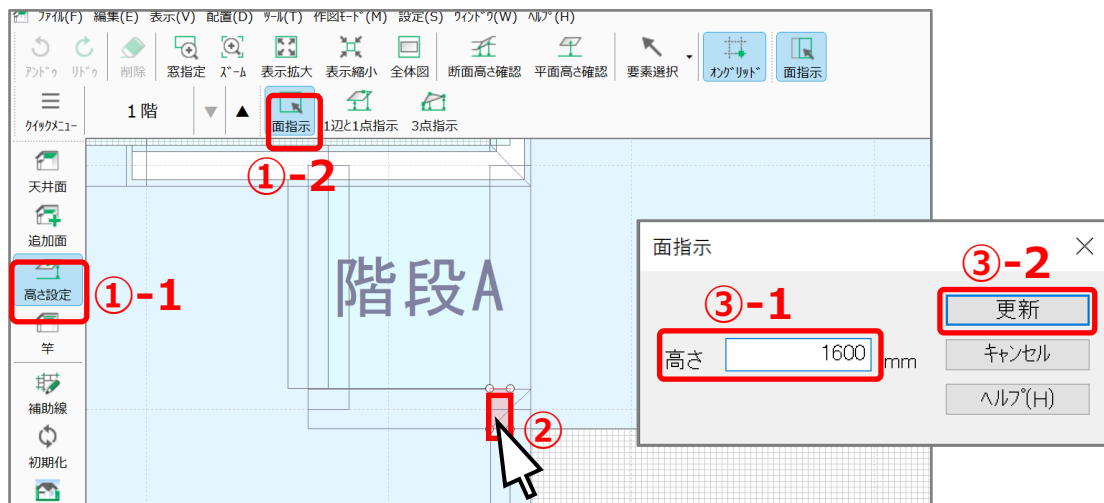 ﾌｧｲﾙ(F) 編集(E) 表示(V) 配置(D) ﾂｰﾙ(T) 作図ﾓｰﾄﾞ(M) 設定(S) ｳｨﾝﾄﾞｳ(W) ﾍﾙﾌﾟ(H)
ｱﾝﾄﾞｩ ﾘﾄﾞｩ 削除 窓指定 ｽﾞｰﾑ 表示拡大 表示縮小 全体図 断面高さ確認 平面高さ確認 要素選択 ｵﾝｸﾞﾘｯﾄﾞ 面指示
ｸｲｯｸﾒﾆｭｰ 1階 ▼ ▲ 面指示 1辺と1点指示 3点指示
①-2
天井面
追加面
高さ設定
①-1
竿
補助線
初期化
階段A
②
面指示
③-2
③-1
更新
高さ 1600 mm
ｷｬﾝｾﾙ
ﾍﾙﾌﾟ(H)